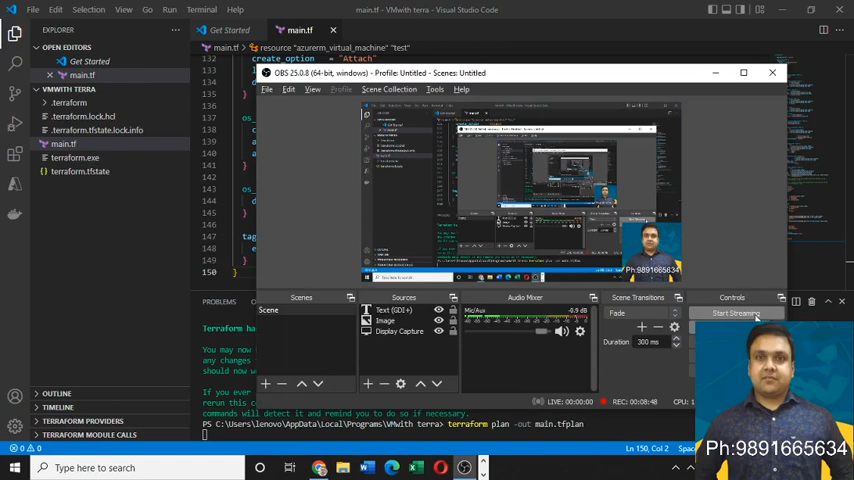 File Edit Selection View Go Run Terminal Help main.tf - VMwith terra - Visual Studio Code
EXPLORER
Get Started
main.tf
main.tf > resource "azurerm_virtual_machine" "test"
OPEN EDITORS
Get Started
main.tf
VMWITH TERRA
.terraform
.terraform.lock.hcl
.terraform.tfstate.lock.info
main.tf
terraform.exe
terraform.tfstate
OUTLINE
TIMELINE
TERRAFORM PROVIDERS
TERRAFORM MODULE CALLS
132 create_option = "Attach"
133
134
135 }
136
137 os_
138
139
140
141 }
142
143 os_
144 d
145 }
146
147 tag
148 e
149 }
150 }
OBS 25.0.8 (64-bit, windows) - Profile: Untitled - Scenes: Untitled
File Edit View Profile Scene Collection Tools Help
Ph:9891665634
Scenes
Scene
Sources
Text (GDI+)
Image
Display Capture
Audio Mixer
Mic/Aux -0.9 dB
Scene Transitions
Fade
Duration 300 ms
Controls
Start Streaming
LIVE: 00:00:00 REC: 00:08:48 CPU: 1
PROBLEMS
Terraform ha
You may now
any changes
should now w
If you ever
rerun this c
commands will detect it and remind you to do so if necessary.
PS C:\Users\lenovo\AppData\Local\Programs\VMwith terra> terraform plan -out main.tfplan
0 0
Ln 150, Col 2 Spac
Ph:9891665634
Type here to search